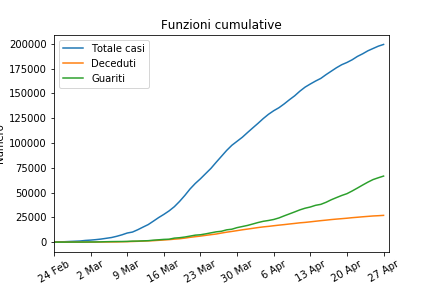 Funzioni cumulative
Totale casi
Deceduti
Guariti
200000
175000
150000
125000
100000
75000
50000
25000
0
24 Feb
2 Mar
9 Mar
16 Mar
23 Mar
30 Mar
6 Apr
13 Apr
20 Apr
27 Apr